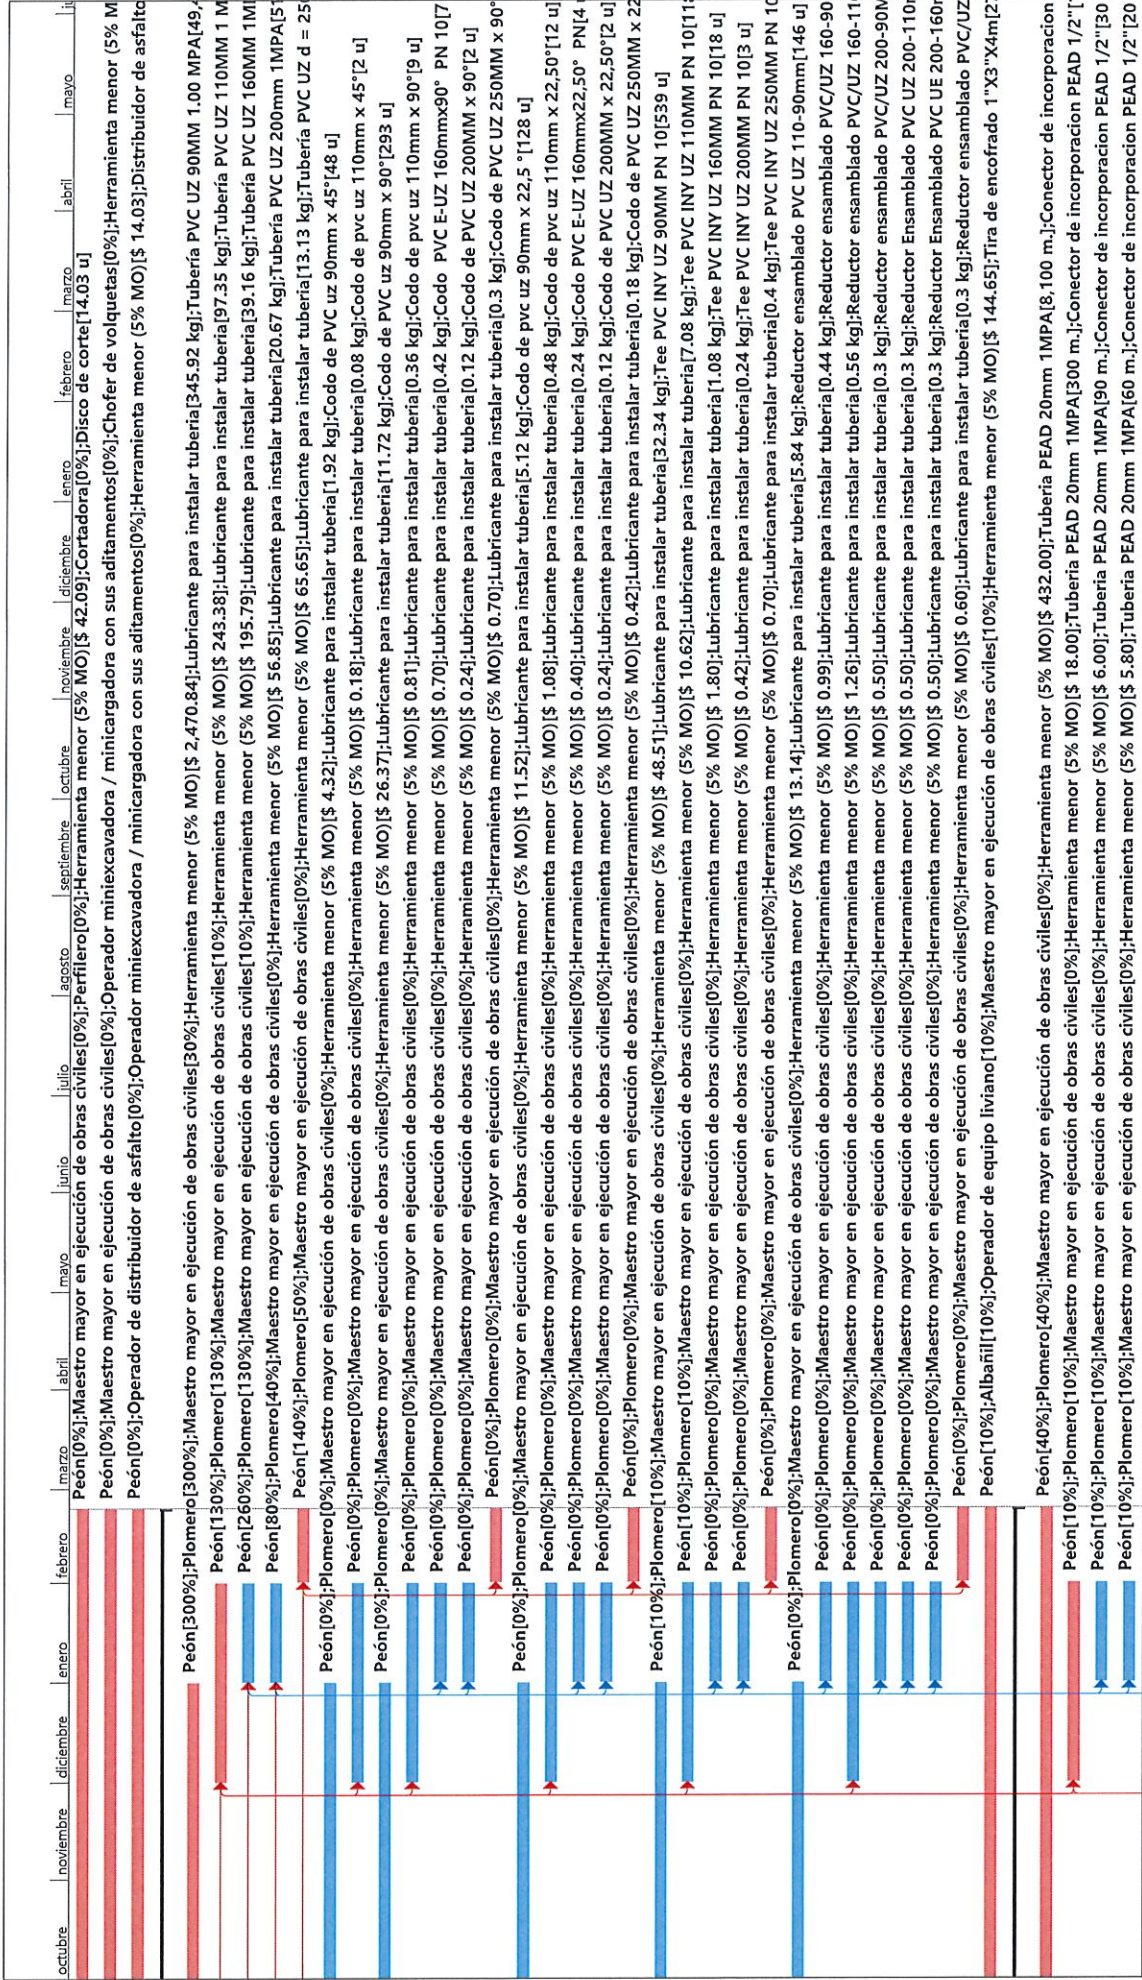 octubre noviembre diciembre enero febrero marzo abril mayo junio julio agosto septiembre octubre noviembre diciembre enero febrero marzo abril mayo
Peón[0%];Maestro mayor en ejecución de obras civiles[0%];Perfilero[0%];Herramienta menor (5% MO)[$ 42.09];Cortadora[0%];Disco de corte[14.03 u]
Peón[0%];Maestro mayor en ejecución de obras civiles[0%];Operador miniexcavadora / minicargadora con sus aditamentos[0%];Chofer de volquetas[0%];Herramienta menor (5% M
Peón[0%];Operador de distribuidor de asfalto[0%];Operador miniexcavadora / minicargadora con sus aditamentos[0%];Herramienta menor (5% MO)[$ 14.03];Distribuidor de asfalto
Peón[300%];Plomero[300%];Maestro mayor en ejecución de obras civiles[30%];Herramienta menor (5% MO)[$ 2,470.84];Lubricante para instalar tuberia[345.92 kg];Tubería PVC UZ 90MM 1.00 MPA[49,
Peón[130%];Plomero[130%];Maestro mayor en ejecución de obras civiles[10%];Herramienta menor (5% MO)[$ 243.38];Lubricante para instalar tuberia[97.35 kg];Tubería PVC UZ 110MM 1 M
Peón[260%];Plomero[130%];Maestro mayor en ejecución de obras civiles[10%];Herramienta menor (5% MO)[$ 195.79];Lubricante para instalar tuberia[39.16 kg];Tubería PVC UZ 160MM 1M
Peón[80%];Plomero[40%];Maestro mayor en ejecución de obras civiles[0%];Herramienta menor (5% MO)[$ 56.85];Lubricante para instalar tuberia[20.67 kg];Tubería PVC UZ 200mm 1MPA[51
Peón[140%];Plomero[50%];Maestro mayor en ejecución de obras civiles[0%];Herramienta menor (5% MO)[$ 65.65];Lubricante para instalar tuberia[13.13 kg];Tubería PVC UZ d = 25
Peón[0%];Plomero[0%];Maestro mayor en ejecución de obras civiles[0%];Herramienta menor (5% MO)[$ 4.32];Lubricante para instalar tuberia[1.92 kg];Codo de PVC uz 90mm x 45°[48 u]
Peón[0%];Plomero[0%];Maestro mayor en ejecución de obras civiles[0%];Herramienta menor (5% MO)[$ 0.18];Lubricante para instalar tuberia[0.08 kg];Codo de pvc uz 110mm x 45°[2 u]
Peón[0%];Plomero[0%];Maestro mayor en ejecución de obras civiles[0%];Herramienta menor (5% MO)[$ 26.37];Lubricante para instalar tuberia[11.72 kg];Codo de PVC uz 90mm x 90°[293 u]
Peón[0%];Plomero[0%];Maestro mayor en ejecución de obras civiles[0%];Herramienta menor (5% MO)[$ 0.81];Lubricante para instalar tuberia[0.36 kg];Codo de pvc uz 110mm x 90°[9 u]
Peón[0%];Plomero[0%];Maestro mayor en ejecución de obras civiles[0%];Herramienta menor (5% MO)[$ 0.70];Lubricante para instalar tuberia[0.42 kg];Codo PVC E-UZ 160mmx90° PN 10[7
Peón[0%];Plomero[0%];Maestro mayor en ejecución de obras civiles[0%];Herramienta menor (5% MO)[$ 0.24];Lubricante para instalar tuberia[0.12 kg];Codo de PVC UZ 200MM x 90°[2 u]
Peón[0%];Plomero[0%];Maestro mayor en ejecución de obras civiles[0%];Herramienta menor (5% MO)[$ 0.70];Lubricante para instalar tuberia[0.3 kg];Codo de PVC UZ 250MM x 90°
Peón[0%];Plomero[0%];Maestro mayor en ejecución de obras civiles[0%];Herramienta menor (5% MO)[$ 11.52];Lubricante para instalar tuberia[5.12 kg];Codo de pvc uz 90mm x 22,5 °[128 u]
Peón[0%];Plomero[0%];Maestro mayor en ejecución de obras civiles[0%];Herramienta menor (5% MO)[$ 1.08];Lubricante para instalar tuberia[0.48 kg];Codo de pvc uz 110mm x 22,50°[12 u]
Peón[0%];Plomero[0%];Maestro mayor en ejecución de obras civiles[0%];Herramienta menor (5% MO)[$ 0.40];Lubricante para instalar tuberia[0.24 kg];Codo PVC E-UZ 160mmx22,50° PN[4
Peón[0%];Plomero[0%];Maestro mayor en ejecución de obras civiles[0%];Herramienta menor (5% MO)[$ 0.24];Lubricante para instalar tuberia[0.12 kg];Codo de PVC UZ 200MM x 22,50°[2 u]
Peón[0%];Plomero[0%];Maestro mayor en ejecución de obras civiles[0%];Herramienta menor (5% MO)[$ 0.42];Lubricante para instalar tuberia[0.18 kg];Codo de PVC UZ 250MM x 22
Peón[10%];Plomero[10%];Maestro mayor en ejecución de obras civiles[0%];Herramienta menor (5% MO)[$ 48.51];Lubricante para instalar tuberia[32.34 kg];Tee PVC INY UZ 90MM PN 10[539 u]
Peón[10%];Plomero[10%];Maestro mayor en ejecución de obras civiles[0%];Herramienta menor (5% MO)[$ 10.62];Lubricante para instalar tuberia[7.08 kg];Tee PVC INY UZ 110MM PN 10[11
Peón[0%];Plomero[0%];Maestro mayor en ejecución de obras civiles[0%];Herramienta menor (5% MO)[$ 1.80];Lubricante para instalar tuberia[1.08 kg];Tee PVC INY UZ 160MM PN 10[18 u]
Peón[0%];Plomero[0%];Maestro mayor en ejecución de obras civiles[0%];Herramienta menor (5% MO)[$ 0.42];Lubricante para instalar tuberia[0.24 kg];Tee PVC INY UZ 200MM PN 10[3 u]
Peón[0%];Plomero[0%];Maestro mayor en ejecución de obras civiles[0%];Herramienta menor (5% MO)[$ 0.70];Lubricante para instalar tuberia[0.4 kg];Tee PVC INY UZ 250MM PN 10
Peón[0%];Plomero[0%];Maestro mayor en ejecución de obras civiles[0%];Herramienta menor (5% MO)[$ 13.14];Lubricante para instalar tuberia[5.84 kg];Reductor ensamblado PVC UZ 110-90mm[146 u]
Peón[0%];Plomero[0%];Maestro mayor en ejecución de obras civiles[0%];Herramienta menor (5% MO)[$ 0.99];Lubricante para instalar tuberia[0.44 kg];Reductor ensamblado PVC/UZ 160-90
Peón[0%];Plomero[0%];Maestro mayor en ejecución de obras civiles[0%];Herramienta menor (5% MO)[$ 1.26];Lubricante para instalar tuberia[0.56 kg];Reductor ensamblado PVC/UZ 160-11
Peón[0%];Plomero[0%];Maestro mayor en ejecución de obras civiles[0%];Herramienta menor (5% MO)[$ 0.50];Lubricante para instalar tuberia[0.3 kg];Reductor ensamblado PVC/UZ 200-90M
Peón[0%];Plomero[0%];Maestro mayor en ejecución de obras civiles[0%];Herramienta menor (5% MO)[$ 0.50];Lubricante para instalar tuberia[0.3 kg];Reductor Ensamblado PVC UZ 200-110
Peón[0%];Plomero[0%];Maestro mayor en ejecución de obras civiles[0%];Herramienta menor (5% MO)[$ 0.50];Lubricante para instalar tuberia[0.3 kg];Reductor Ensamblado PVC UE 200-160
Peón[0%];Plomero[0%];Maestro mayor en ejecución de obras civiles[0%];Herramienta menor (5% MO)[$ 0.60];Lubricante para instalar tuberia[0.3 kg];Reductor ensamblado PVC/UZ
Peón[10%];Albañil[10%];Operador de equipo liviano[10%];Maestro mayor en ejecución de obras civiles[10%];Herramienta menor (5% MO)[$ 144.65];Tira de encofrado 1"X3"X4m[2
Peón[40%];Plomero[40%];Maestro mayor en ejecución de obras civiles[0%];Herramienta menor (5% MO)[$ 432.00];Tuberia PEAD 20mm 1MPA[8,100 m.];Conector de incorporacion
Peón[10%];Plomero[10%];Maestro mayor en ejecución de obras civiles[0%];Herramienta menor (5% MO)[$ 18.00];Tuberia PEAD 20mm 1MPA[300 m.];Conector de incorporacion PEAD 1/2"[
Peón[10%];Plomero[10%];Maestro mayor en ejecución de obras civiles[0%];Herramienta menor (5% MO)[$ 6.00];Tuberia PEAD 20mm 1MPA[90 m.];Conector de incorporacion PEAD 1/2"[30
Peón[10%];Plomero[10%];Maestro mayor en ejecución de obras civiles[0%];Herramienta menor (5% MO)[$ 5.80];Tuberia PEAD 20mm 1MPA[60 m.];Conector de incorporacion PEAD 1/2"[20